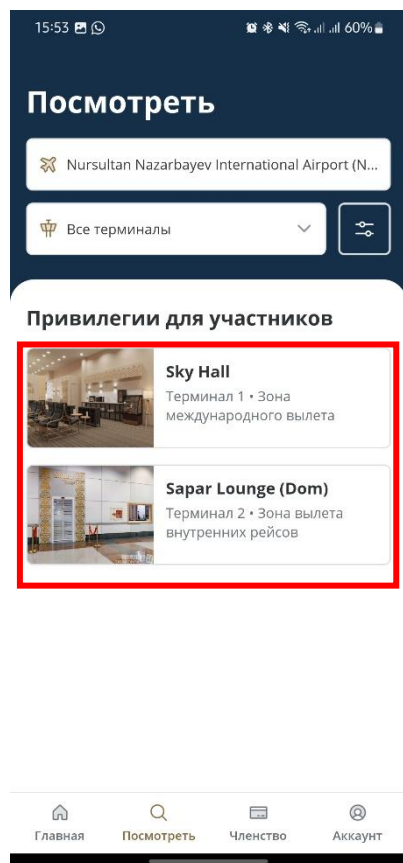 15:53 60%
Посмотреть
Nursultan Nazarbayev International Airport (N...
Все терминалы
Привилегии для участников
Sky Hall
Терминал 1 • Зона
международного вылета
Sapar Lounge (Dom)
Терминал 2 • Зона вылета
внутренних рейсов
Главная Посмотреть Членство Аккаунт